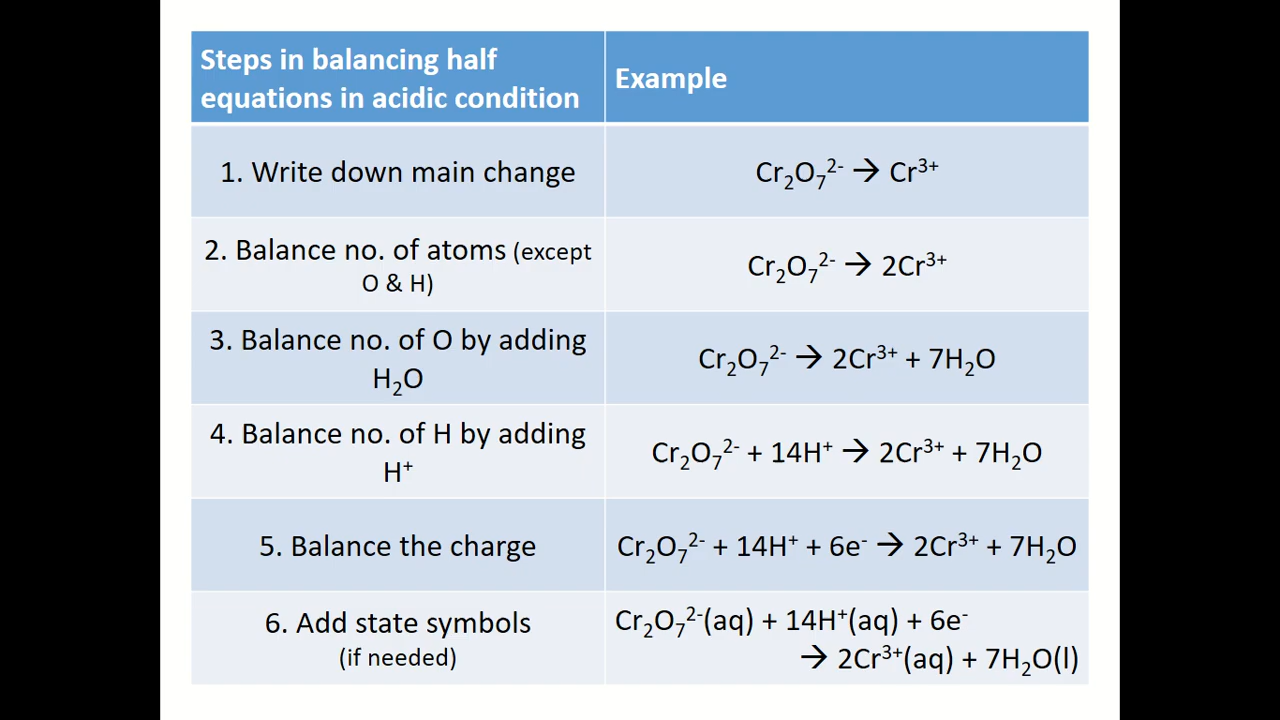 Steps in balancing half
equations in acidic condition
Example
1. Write down main change
Cr₂O₇²⁻ → Cr³⁺
2. Balance no. of atoms (except
O & H)
Cr₂O₇²⁻ → 2Cr³⁺
3. Balance no. of O by adding
H₂O
Cr₂O₇²⁻ → 2Cr³⁺ + 7H₂O
4. Balance no. of H by adding
H⁺
Cr₂O₇²⁻ + 14H⁺ → 2Cr³⁺ + 7H₂O
5. Balance the charge
Cr₂O₇²⁻ + 14H⁺ + 6e⁻ → 2Cr³⁺ + 7H₂O
6. Add state symbols
(if needed)
Cr₂O₇²⁻(aq) + 14H⁺(aq) + 6e⁻
→ 2Cr³⁺(aq) + 7H₂O(l)